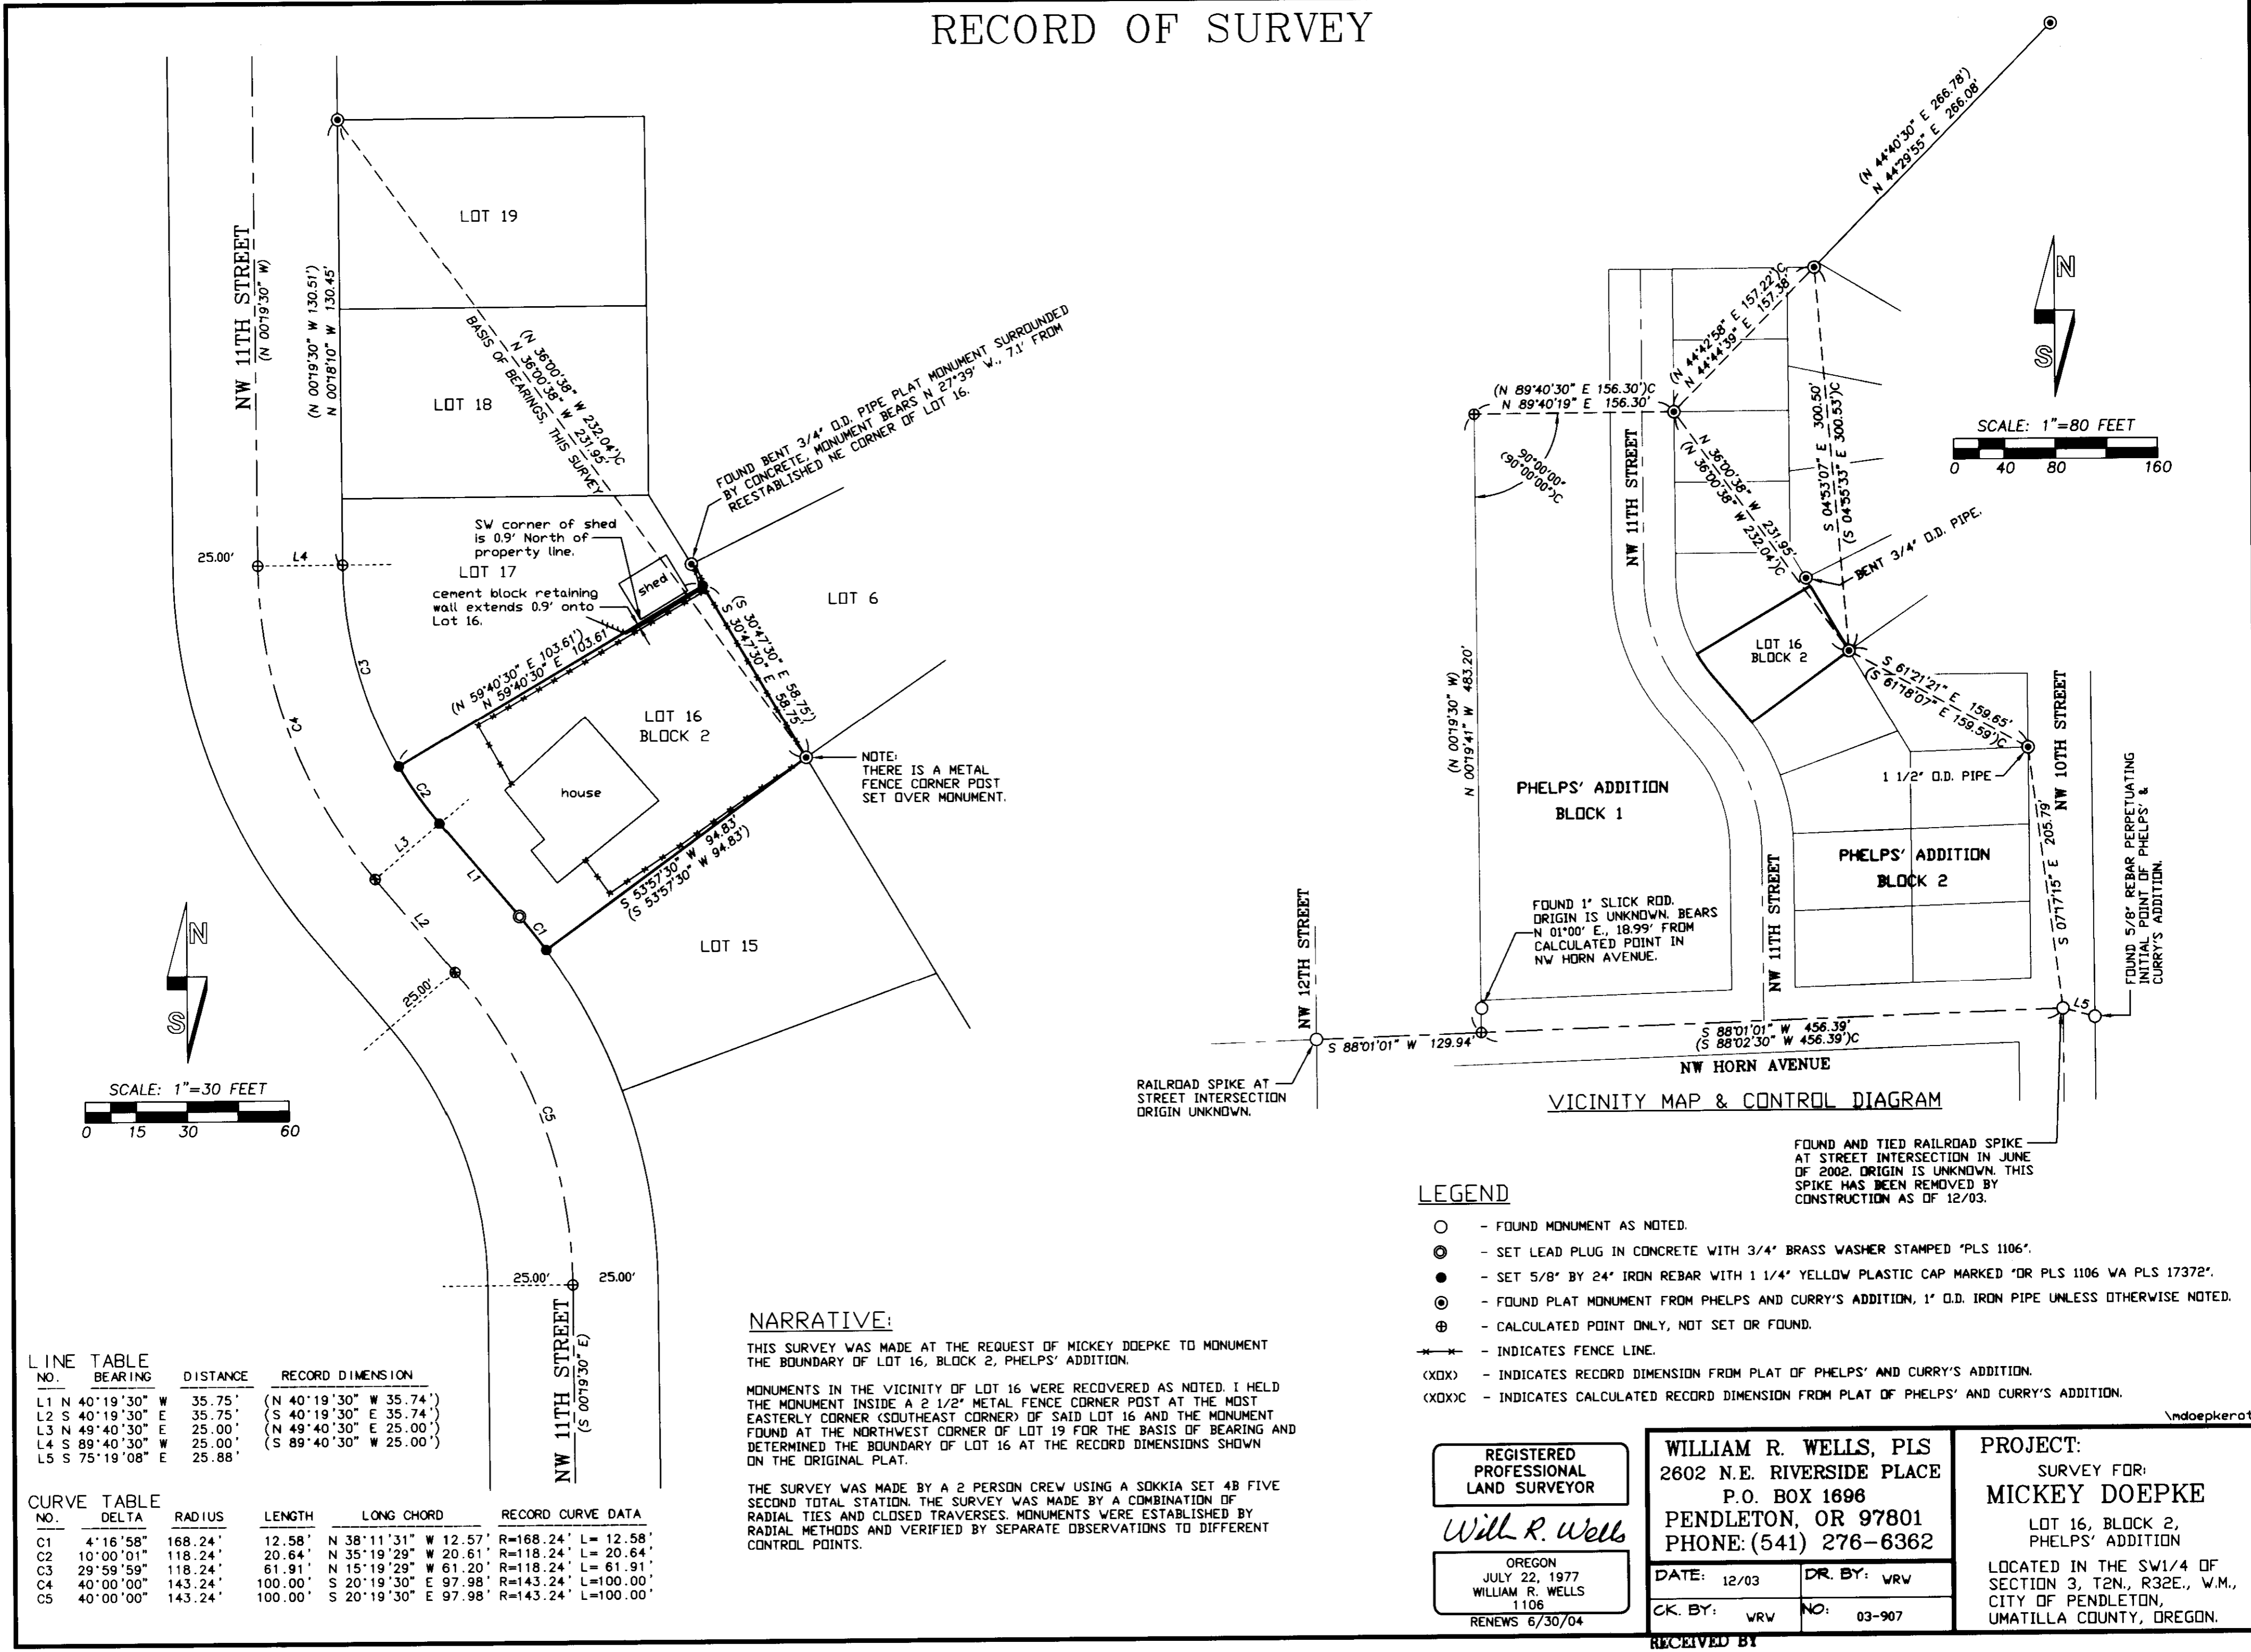 RECORD OF SURVEY
LOT 19
NW 11TH STREET
(N 00°19'30" W)
(N 00°19'30" W 130.51')
N 00°18'10" W 130.45'
LOT 18
BASIS OF BEARINGS, THIS SURVEY
(N 36°00'38" W 232.04')C
N 36°00'38" W 231.95'
FOUND BENT 3/4" O.D. PIPE PLAT MONUMENT SURROUNDED
BY CONCRETE, MONUMENT BEARS N 27°39' W., 7.1' FROM
REESTABLISHED NE CORNER OF LOT 16.
SW corner of shed
is 0.9' North of
property line.
25.00'
L4
LOT 17
cement block retaining
wall extends 0.9' onto
Lot 16.
shed
LOT 6
(S 30°47'30" E 58.75')
S 30°47'30" E 58.75'
(N 59°40'30" E 103.61')
N 59°40'30" E 103.61
C3
C4
LOT 16
BLOCK 2
NOTE:
THERE IS A METAL
FENCE CORNER POST
SET OVER MONUMENT.
house
C2
L3
L1
L2
C1
S 53°57'30" W 94.83'
(S 53°57'30" W 94.83')
LOT 15
25.00'
N
S
SCALE: 1"=30 FEET
0 15 30 60
C5
25.00' 25.00'
NW 11TH STREET
(S 00°19'30" E)
(N 44°40'30" E 266.78')
N 44°29'55" E 266.08'
N
S
SCALE: 1"=80 FEET
0 40 80 160
(N 44°42'58" E 157.22')C
N 44°44'39" E 157.38'
(N 89°40'30" E 156.30')C
N 89°40'19" E 156.30'
90°00'00"
(90°00'00")C
NW 11TH STREET
N 36°00'38" W 231.95'
(N 36°00'38" W 232.04')C
S 04°53'07" E 300.50'
(S 04°55'33" E 300.53')C
BENT 3/4" O.D. PIPE.
LOT 16
BLOCK 2
S 61°21'21" E 159.65'
(S 61°18'07" E 159.59')C
(N 00°19'30" W)
N 00°19'41" W 483.20'
NW 10TH STREET
1 1/2" O.D. PIPE
PHELPS' ADDITION
BLOCK 1
PHELPS' ADDITION
BLOCK 2
S 07°17'15" E 205.79'
FOUND 5/8" REBAR PERPETUATING
INITIAL POINT OF PHELPS' &
CURRY'S ADDITION.
FOUND 1" SLICK ROD.
ORIGIN IS UNKNOWN. BEARS
N 01°00' E., 18.99' FROM
CALCULATED POINT IN
NW HORN AVENUE.
NW 12TH STREET
NW 11TH STREET
L5
S 88°01'01" W 129.94'
S 88°01'01" W 456.39'
(S 88°02'30" W 456.39')C
NW HORN AVENUE
RAILROAD SPIKE AT
STREET INTERSECTION
ORIGIN UNKNOWN.
VICINITY MAP & CONTROL DIAGRAM
FOUND AND TIED RAILROAD SPIKE
AT STREET INTERSECTION IN JUNE
OF 2002. ORIGIN IS UNKNOWN. THIS
SPIKE HAS BEEN REMOVED BY
CONSTRUCTION AS OF 12/03.
LEGEND
- FOUND MONUMENT AS NOTED.
- SET LEAD PLUG IN CONCRETE WITH 3/4" BRASS WASHER STAMPED "PLS 1106".
- SET 5/8" BY 24" IRON REBAR WITH 1 1/4" YELLOW PLASTIC CAP MARKED "OR PLS 1106 WA PLS 17372".
- FOUND PLAT MONUMENT FROM PHELPS AND CURRY'S ADDITION, 1" O.D. IRON PIPE UNLESS OTHERWISE NOTED.
- CALCULATED POINT ONLY, NOT SET OR FOUND.
- INDICATES FENCE LINE.
(XOX) - INDICATES RECORD DIMENSION FROM PLAT OF PHELPS' AND CURRY'S ADDITION.
(XOX)C - INDICATES CALCULATED RECORD DIMENSION FROM PLAT OF PHELPS' AND CURRY'S ADDITION.
\mdoepkerot
NARRATIVE:
THIS SURVEY WAS MADE AT THE REQUEST OF MICKEY DOEPKE TO MONUMENT
THE BOUNDARY OF LOT 16, BLOCK 2, PHELPS' ADDITION.
MONUMENTS IN THE VICINITY OF LOT 16 WERE RECOVERED AS NOTED. I HELD
THE MONUMENT INSIDE A 2 1/2" METAL FENCE CORNER POST AT THE MOST
EASTERLY CORNER (SOUTHEAST CORNER) OF SAID LOT 16 AND THE MONUMENT
FOUND AT THE NORTHWEST CORNER OF LOT 19 FOR THE BASIS OF BEARING AND
DETERMINED THE BOUNDARY OF LOT 16 AT THE RECORD DIMENSIONS SHOWN
ON THE ORIGINAL PLAT.
THE SURVEY WAS MADE BY A 2 PERSON CREW USING A SOKKIA SET 4B FIVE
SECOND TOTAL STATION. THE SURVEY WAS MADE BY A COMBINATION OF
RADIAL TIES AND CLOSED TRAVERSES. MONUMENTS WERE ESTABLISHED BY
RADIAL METHODS AND VERIFIED BY SEPARATE OBSERVATIONS TO DIFFERENT
CONTROL POINTS.
LINE TABLE
NO. BEARING DISTANCE RECORD DIMENSION
L1 N 40°19'30" W 35.75' (N 40°19'30" W 35.74')
L2 S 40°19'30" E 35.75' (S 40°19'30" E 35.74')
L3 N 49°40'30" E 25.00' (N 49°40'30" E 25.00')
L4 S 89°40'30" W 25.00' (S 89°40'30" W 25.00')
L5 S 75°19'08" E 25.88'
CURVE TABLE
NO. DELTA RADIUS LENGTH LONG CHORD RECORD CURVE DATA
C1 4°16'58" 168.24' 12.58' N 38°11'31" W 12.57' R=168.24' L= 12.58'
C2 10°00'01" 118.24' 20.64' N 35°19'29" W 20.61' R=118.24' L= 20.64'
C3 29°59'59" 118.24' 61.91' N 15°19'29" W 61.20' R=118.24' L= 61.91'
C4 40°00'00" 143.24' 100.00' S 20°19'30" E 97.98' R=143.24' L=100.00'
C5 40°00'00" 143.24' 100.00' S 20°19'30" E 97.98' R=143.24' L=100.00'
REGISTERED
PROFESSIONAL
LAND SURVEYOR
Will R. Wells
OREGON
JULY 22, 1977
WILLIAM R. WELLS
1106
RENEWS 6/30/04
WILLIAM R. WELLS, PLS
2602 N.E. RIVERSIDE PLACE
P.O. BOX 1696
PENDLETON, OR 97801
PHONE: (541) 276-6362
DATE: 12/03 DR. BY: WRW
CK. BY: WRW NO: 03-907
PROJECT:
SURVEY FOR:
MICKEY DOEPKE
LOT 16, BLOCK 2,
PHELPS' ADDITION
LOCATED IN THE SW1/4 OF
SECTION 3, T2N., R32E., W.M.,
CITY OF PENDLETON,
UMATILLA COUNTY, OREGON.
RECEIVED BY